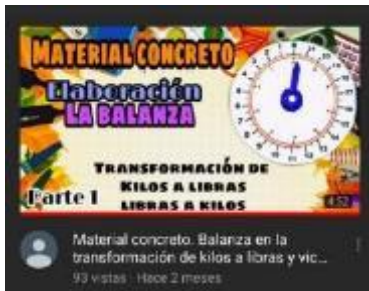 MATERIAL CONCRETO
Elaboración
LA BALANZA
TRANSFORMACIÓN DE
KILOS A LIBRAS
LIBRAS A KILOS
Parte 1
4:52
Material concreto. Balanza en la
transformación de kilos a libras y vic...
93 vistas · Hace 2 meses